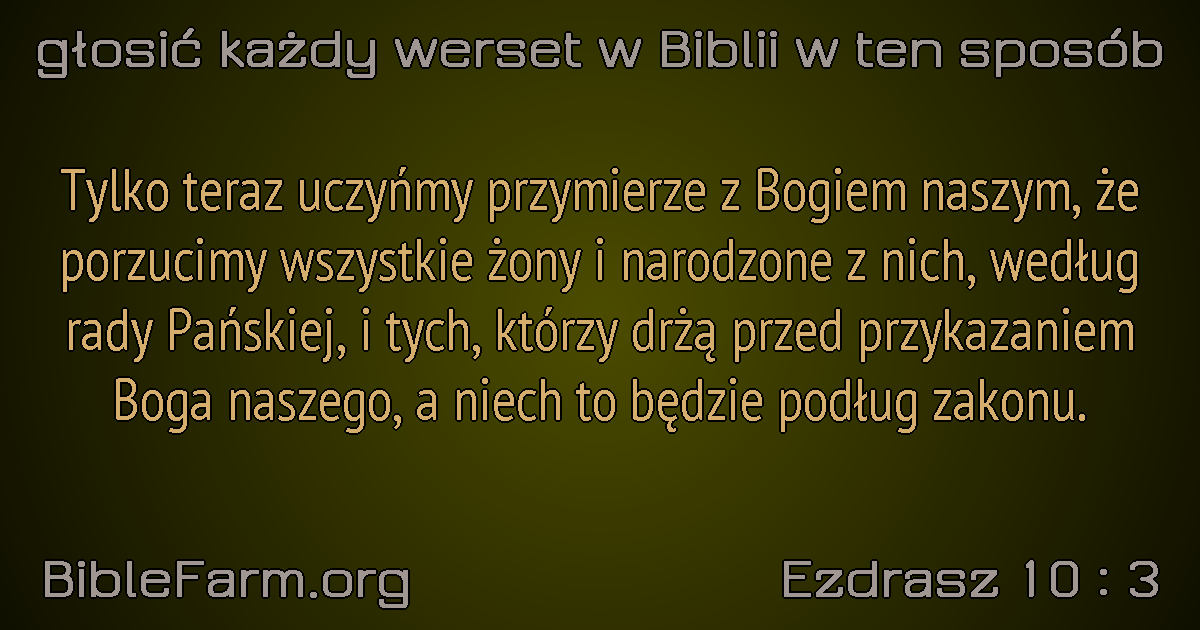 głosić każdy werset w Biblii w ten sposób
Tylko teraz uczyńmy przymierze z Bogiem naszym, że
porzucimy wszystkie żony i narodzone z nich, według
rady Pańskiej, i tych, którzy drżą przed przykazaniem
Boga naszego, a niech to będzie podług zakonu.
BibleFarm.org
Ezdrasz 10 : 3